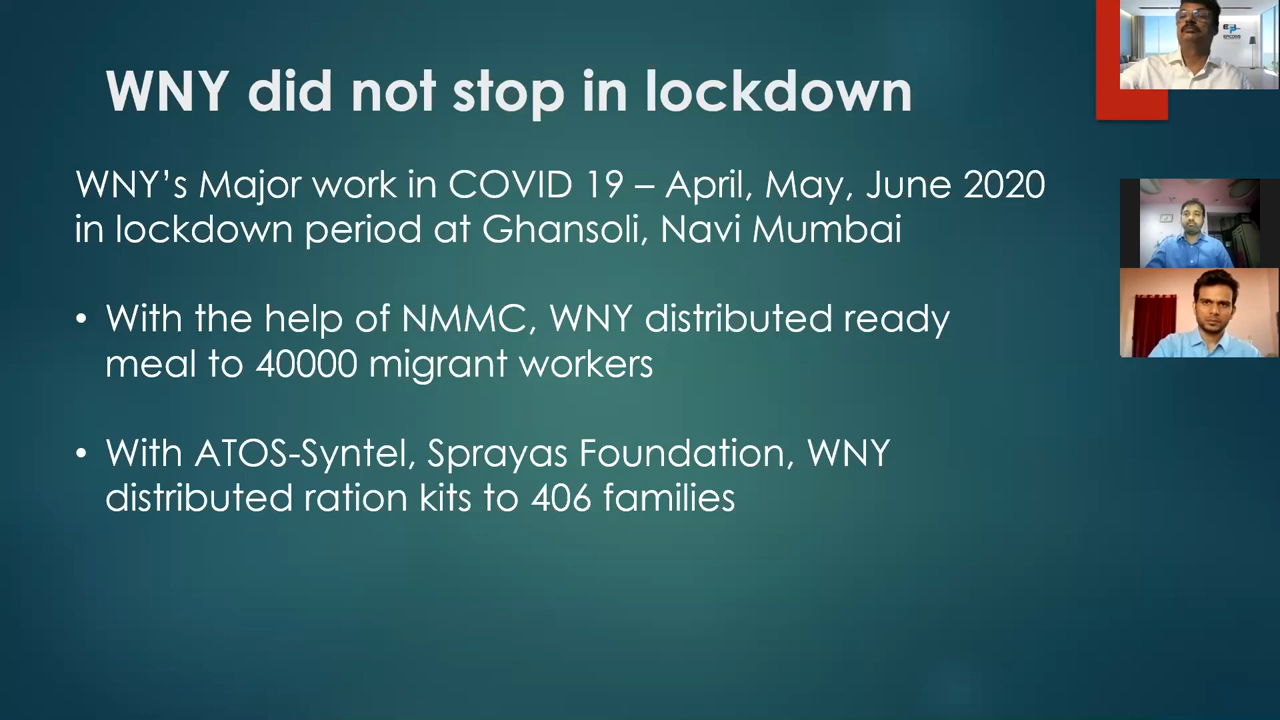 WNY did not stop in lockdown
WNY’s Major work in COVID 19 – April, May, June 2020
in lockdown period at Ghansoli, Navi Mumbai
• With the help of NMMC, WNY distributed ready
meal to 40000 migrant workers
• With ATOS-Syntel, Sprayas Foundation, WNY
distributed ration kits to 406 families